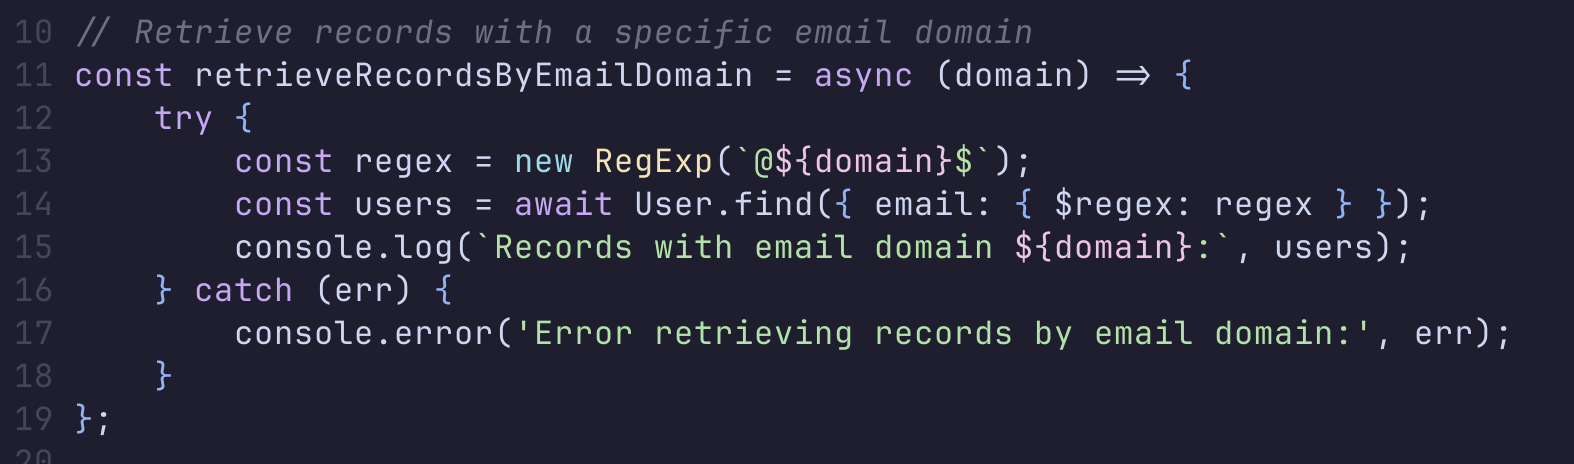 10 // Retrieve records with a specific email domain
11 const retrieveRecordsByEmailDomain = async (domain) => {
12     try {
13         const regex = new RegExp(`@${domain}$`);
14         const users = await User.find({ email: { $regex: regex } });
15         console.log(`Records with email domain ${domain}:`, users);
16     } catch (err) {
17         console.error('Error retrieving records by email domain:', err);
18     }
19 };
20